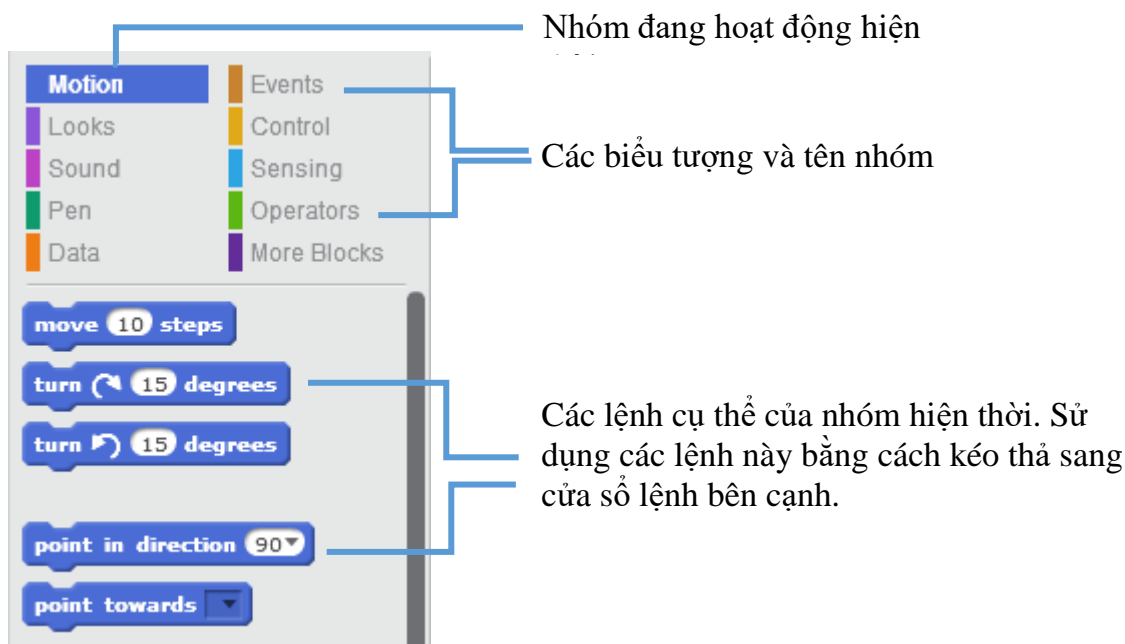 Nhóm đang hoạt động hiện
Motion
Events
Looks
Control
Sound
Sensing
Pen
Operators
Data
More Blocks
Các biểu tượng và tên nhóm
move 10 steps
turn 15 degrees
turn 15 degrees
point in direction 90
point towards
Các lệnh cụ thể của nhóm hiện thời. Sử
dụng các lệnh này bằng cách kéo thả sang
cửa sổ lệnh bên cạnh.